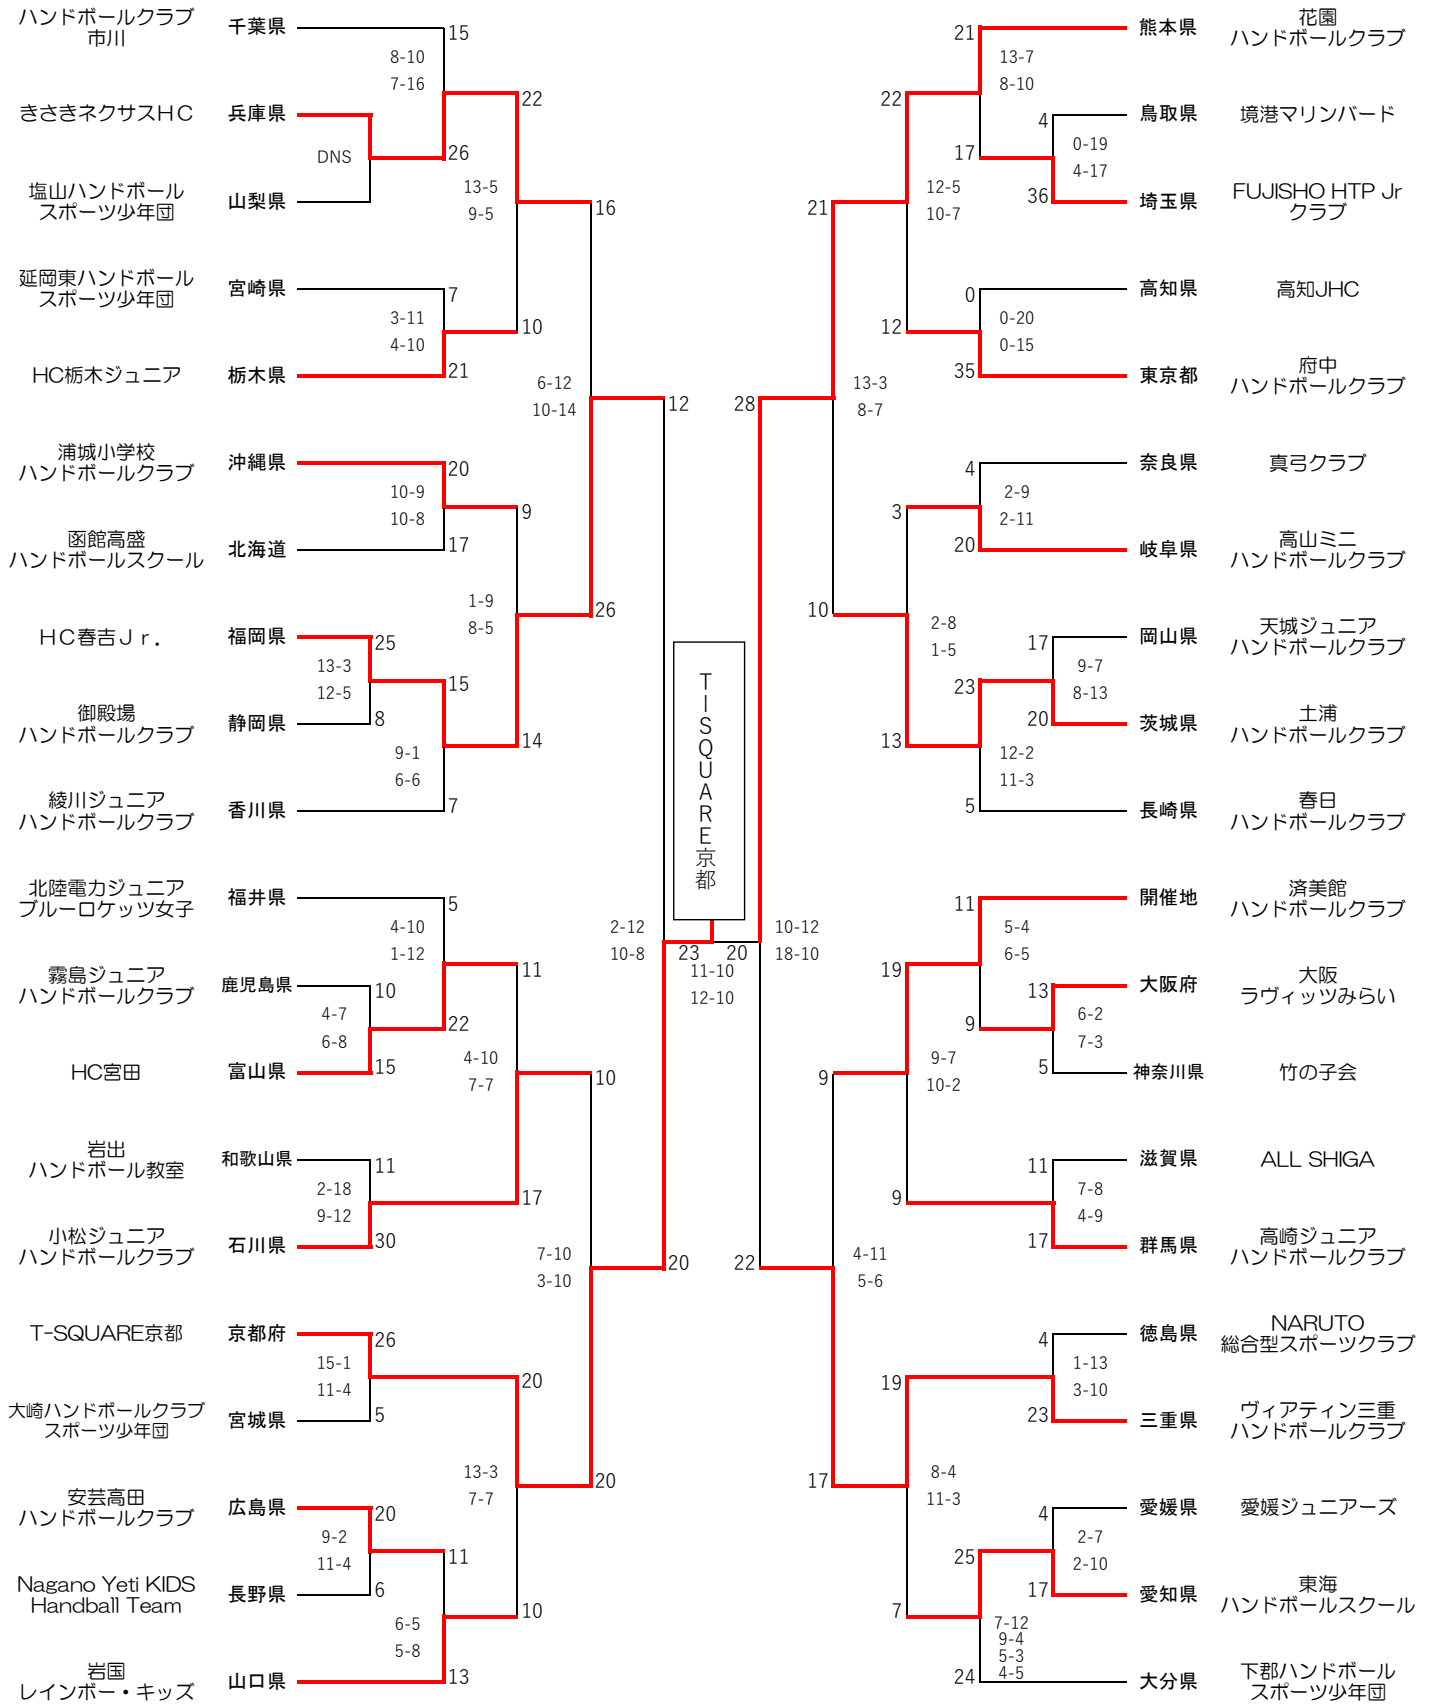 ハンドボールクラブ
市川
千葉県
15
8-10
7-16
22
きさきネクサスHC
兵庫県
DNS
26
塩山ハンドボール
スポーツ少年団
山梨県
13-5
9-5
16
延岡東ハンドボール
スポーツ少年団
宮崎県
7
3-11
4-10
10
HC栃木ジュニア
栃木県
21
6-12
10-14
12
浦城小学校
ハンドボールクラブ
沖縄県
20
10-9
10-8
9
函館高盛
ハンドボールスクール
北海道
17
1-9
8-5
26
HC春吉Jr.
福岡県
25
13-3
12-5
15
御殿場
ハンドボールクラブ
静岡県
8
14
9-1
6-6
綾川ジュニア
ハンドボールクラブ
香川県
7
北陸電力ジュニア
ブルーロケッツ女子
福井県
5
4-10
1-12
11
霧島ジュニア
ハンドボールクラブ
鹿児島県
10
4-7
6-8
22
HC宮田
富山県
15
4-10
7-7
10
岩出
ハンドボール教室
和歌山県
11
2-18
9-12
17
小松ジュニア
ハンドボールクラブ
石川県
30
7-10
3-10
20
T-SQUARE京都
京都府
26
15-1
11-4
20
大崎ハンドボールクラブ
スポーツ少年団
宮城県
5
13-3
7-7
20
安芸高田
ハンドボールクラブ
広島県
20
9-2
11-4
11
Nagano Yeti KIDS
Handball Team
長野県
6
10
6-5
5-8
岩国
レインボー・キッズ
山口県
13
TISQUARE京都
2-12
10-8
23
20
11-10
12-10
10-12
18-10
21
熊本県
花園
ハンドボールクラブ
13-7
8-10
22
4
鳥取県
境港マリンバード
0-19
4-17
17
36
埼玉県
FUJISHO HTP Jr
クラブ
12-5
10-7
21
0
高知県
高知JHC
0-20
0-15
12
35
東京都
府中
ハンドボールクラブ
13-3
8-7
28
4
奈良県
真弓クラブ
2-9
2-11
3
20
岐阜県
高山ミニ
ハンドボールクラブ
10
2-8
1-5
17
岡山県
天城ジュニア
ハンドボールクラブ
9-7
8-13
23
20
茨城県
土浦
ハンドボールクラブ
13
12-2
11-3
5
長崎県
春日
ハンドボールクラブ
11
開催地
済美館
ハンドボールクラブ
5-4
6-5
19
13
大阪府
大阪
ラヴィッツみらい
6-2
7-3
9
5
神奈川県
竹の子会
9-7
10-2
9
11
滋賀県
ALL SHIGA
7-8
4-9
9
17
群馬県
高崎ジュニア
ハンドボールクラブ
4-11
5-6
22
4
徳島県
NARUTO
総合型スポーツクラブ
1-13
3-10
19
23
三重県
ヴィアティン三重
ハンドボールクラブ
8-4
11-3
17
4
愛媛県
愛媛ジュニアーズ
2-7
2-10
25
17
愛知県
東海
ハンドボールスクール
7
7-12
9-4
5-3
4-5
24
大分県
下郡ハンドボール
スポーツ少年団